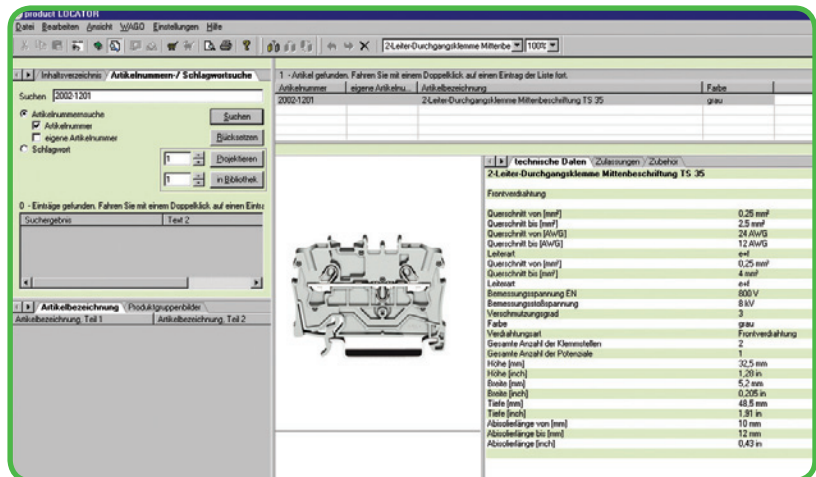 product LOCATOR
Datei Bearbeiten Ansicht WAGO Einstellungen Hilfe
2-Leiter-Durchgangsklemme Mittenbe 100%
Inhaltsverzeichnis Artikelnummern-/ Schlagwortsuche
Suchen 2002-1201
Artikelnummernsuche Suchen
Artikelnummer
eigene Artikelnummer Rücksetzen
Schlagwort
1 Projektieren
1 in Bibliothek
0 - Einträge gefunden. Fahren Sie mit einem Doppelklick auf einen Eintra
Suchergebnis Text 2
Artikelbezeichnung Produktgruppenbilder
Artikelbezeichnung, Teil 1 Artikelbezeichnung, Teil 2
1 - Artikel gefunden. Fahren Sie mit einem Doppelklick auf einen Eintrag der Liste fort.
Artikelnummer eigene Artikelnu... Artikelbezeichnung Farbe
2002-1201 2-Leiter-Durchgangsklemme Mittenbeschriftung TS 35 grau
technische Daten Zulassungen Zubehör
2-Leiter-Durchgangsklemme Mittenbeschriftung TS 35
Frontverdrahtung
Querschnitt von [mm²] 0,25 mm²
Querschnitt bis [mm²] 2,5 mm²
Querschnitt von [AWG] 24 AWG
Querschnitt bis [AWG] 12 AWG
Leiterart e+f
Querschnitt von [mm²] 0,25 mm²
Querschnitt bis [mm²] 4 mm²
Leiterart e+f
Bemessungsspannung EN 800 V
Bemessungsstoßspannung 8 kV
Verschmutzungsgrad 3
Farbe grau
Verdrahtungsart Frontverdrahtung
Gesamte Anzahl der Klemmstellen 2
Gesamte Anzahl der Potenziale 1
Höhe [mm] 32,5 mm
Höhe [inch] 1,28 in
Breite [mm] 5,2 mm
Breite [inch] 0,205 in
Tiefe [mm] 48,5 mm
Tiefe [inch] 1,91 in
Abisolierlänge von [mm] 10 mm
Abisolierlänge bis [mm] 12 mm
Abisolierlänge [inch] 0,43 in